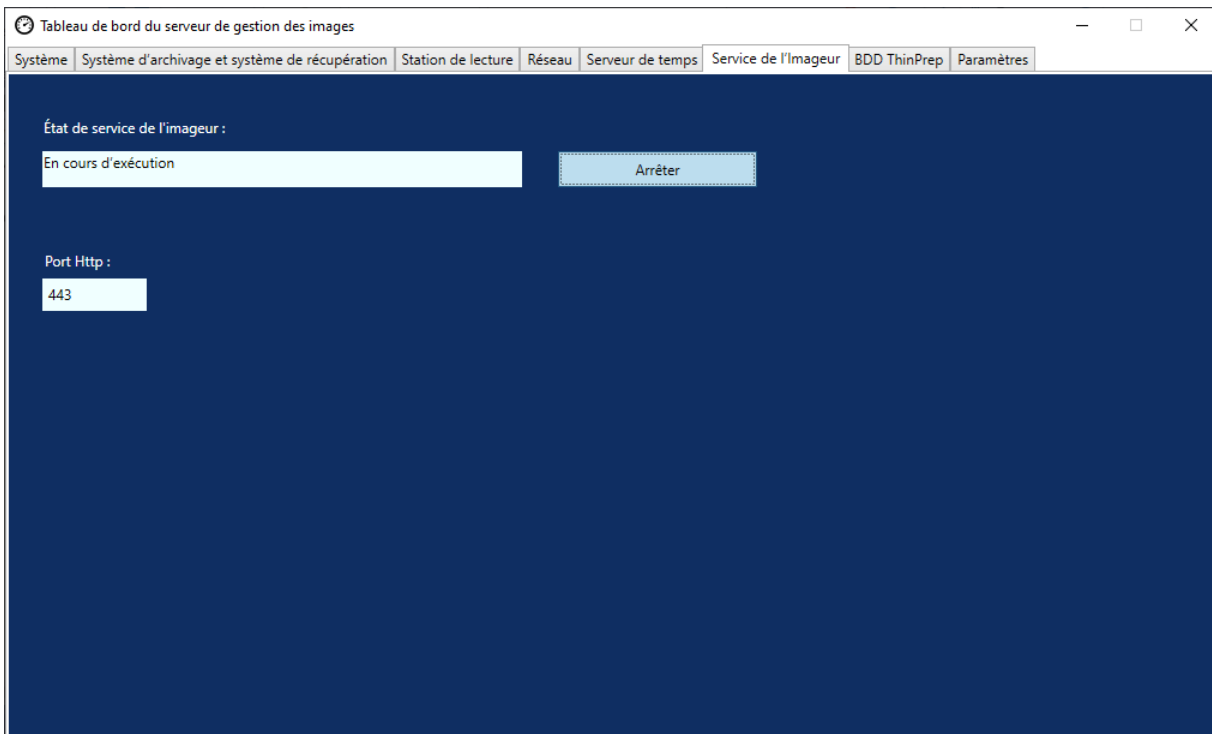 Tableau de bord du serveur de gestion des images
Système Système d'archivage et système de récupération Station de lecture Réseau Serveur de temps Service de l'Imageur BDD ThinPrep Paramètres
État de service de l'imageur :
En cours d'exécution Arrêter
Port Http :
443